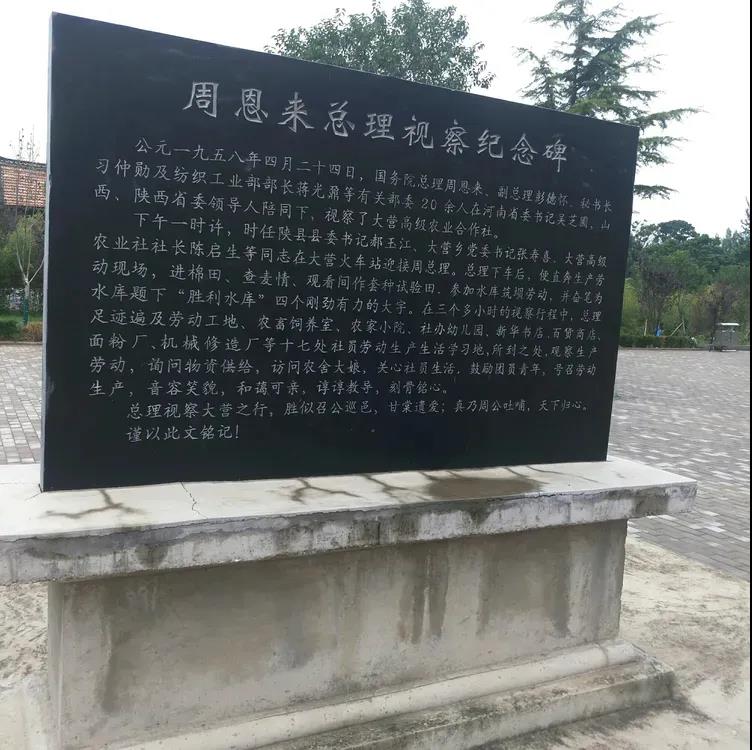 周恩来总理视察纪念碑
公元一九五八年四月二十四日，国务院总理周恩来、副总理彭德怀、秘书长
习仲勋及纺织工业部部长蒋光鼐等有关部委20余人在河南省委书记吴芝圃、山
西、陕西省委领导人陪同下，视察了大营高级农业合作社。
下午一时许，时任陕县县委书记郝玉江、大营乡党委书记张寿喜、大营高级
农业社社长陈启生等同志在大营火车站迎接周总理。总理下车后，便直奔生产劳
动现场，进棉田、查麦情、观看间作套种试验田，参加水库筑坝劳动，并奋笔为
水库题下“胜利水库”四个刚劲有力的大字。在三个多小时的视察行程中，总理
足迹遍及劳动工地、农畜饲养室、农家小院、社办幼儿园、新华书店、百货商店、
面粉厂、机械修造厂等十七处社员劳动生产生活学习地，所到之处，观察生产
劳动，询问物资供给，访问农舍大娘，关心社员生活，鼓励团员青年，号召劳动
生产，音容笑貌，和蔼可亲，谆谆教导，刻骨铭心。
总理视察大营之行，胜似召公巡邑，甘棠遗爱；真乃周公吐哺，天下归心。
谨以此文铭记！